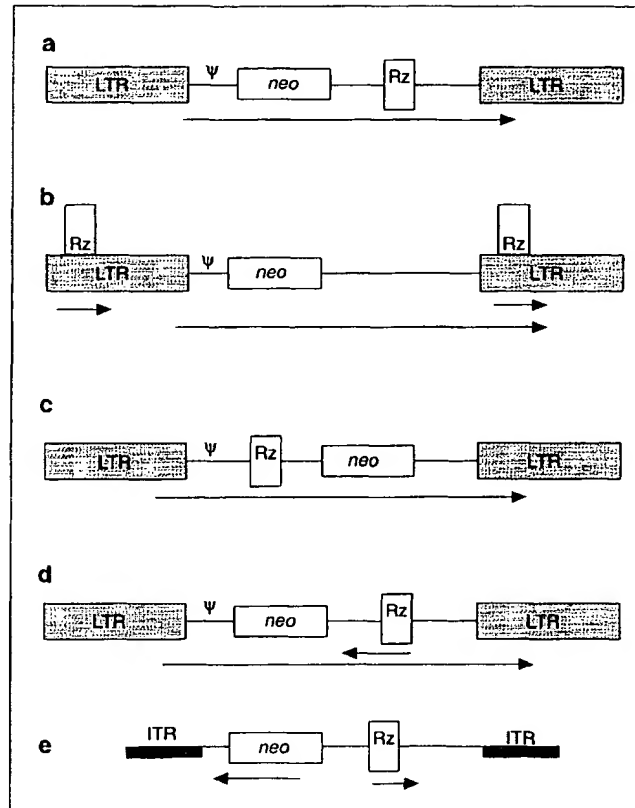 a
LTR ψ neo Rz LTR
b
Rz Rz
LTR ψ neo LTR
c
LTR ψ Rz neo LTR
d
LTR ψ neo Rz LTR
e
ITR neo Rz ITR